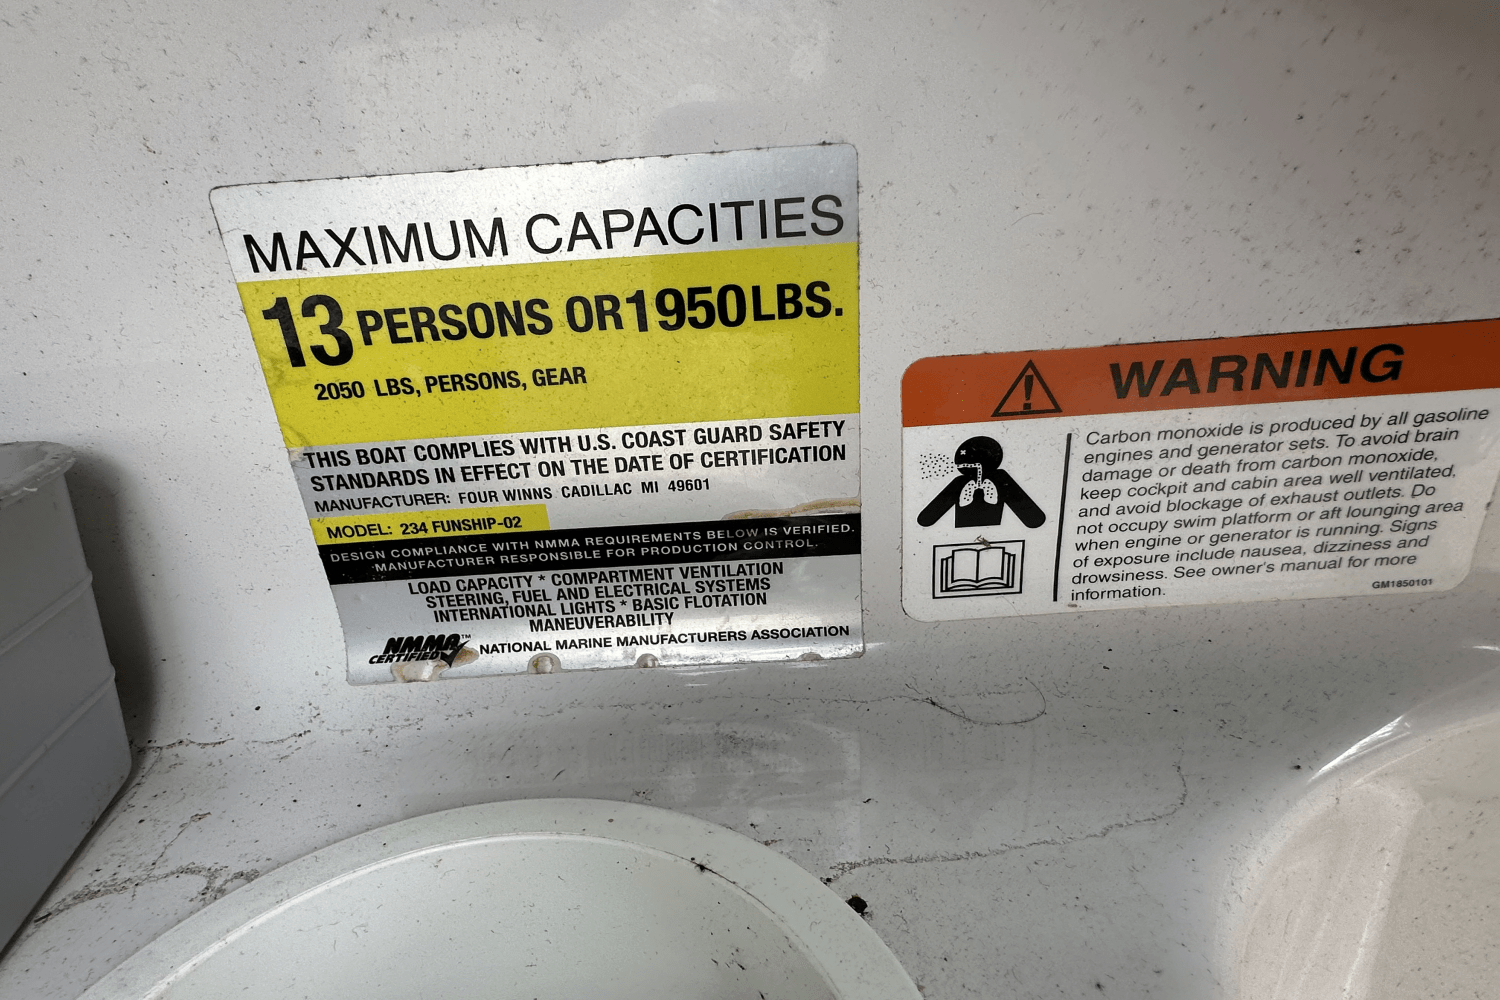 MAXIMUM CAPACITIES
13 PERSONS OR 1950 LBS.
2050 LBS, PERSONS, GEAR
THIS BOAT COMPLIES WITH U.S. COAST GUARD SAFETY
STANDARDS IN EFFECT ON THE DATE OF CERTIFICATION
MANUFACTURER: FOUR WINNS CADILLAC MI 49601
MODEL: 234 FUNSHIP-02
DESIGN COMPLIANCE WITH NMMA REQUIREMENTS BELOW IS VERIFIED.
MANUFACTURER RESPONSIBLE FOR PRODUCTION CONTROL.
LOAD CAPACITY * COMPARTMENT VENTILATION
STEERING, FUEL AND ELECTRICAL SYSTEMS
INTERNATIONAL LIGHTS * BASIC FLOTATION
MANEUVERABILITY
NMMA™
CERTIFIED
NATIONAL MARINE MANUFACTURERS ASSOCIATION
WARNING
Carbon monoxide is produced by all gasoline
engines and generator sets. To avoid brain
damage or death from carbon monoxide,
keep cockpit and cabin area well ventilated,
and avoid blockage of exhaust outlets. Do
not occupy swim platform or aft lounging area
when engine or generator is running. Signs
of exposure include nausea, dizziness and
drowsiness. See owner's manual for more
information.
GM1850101